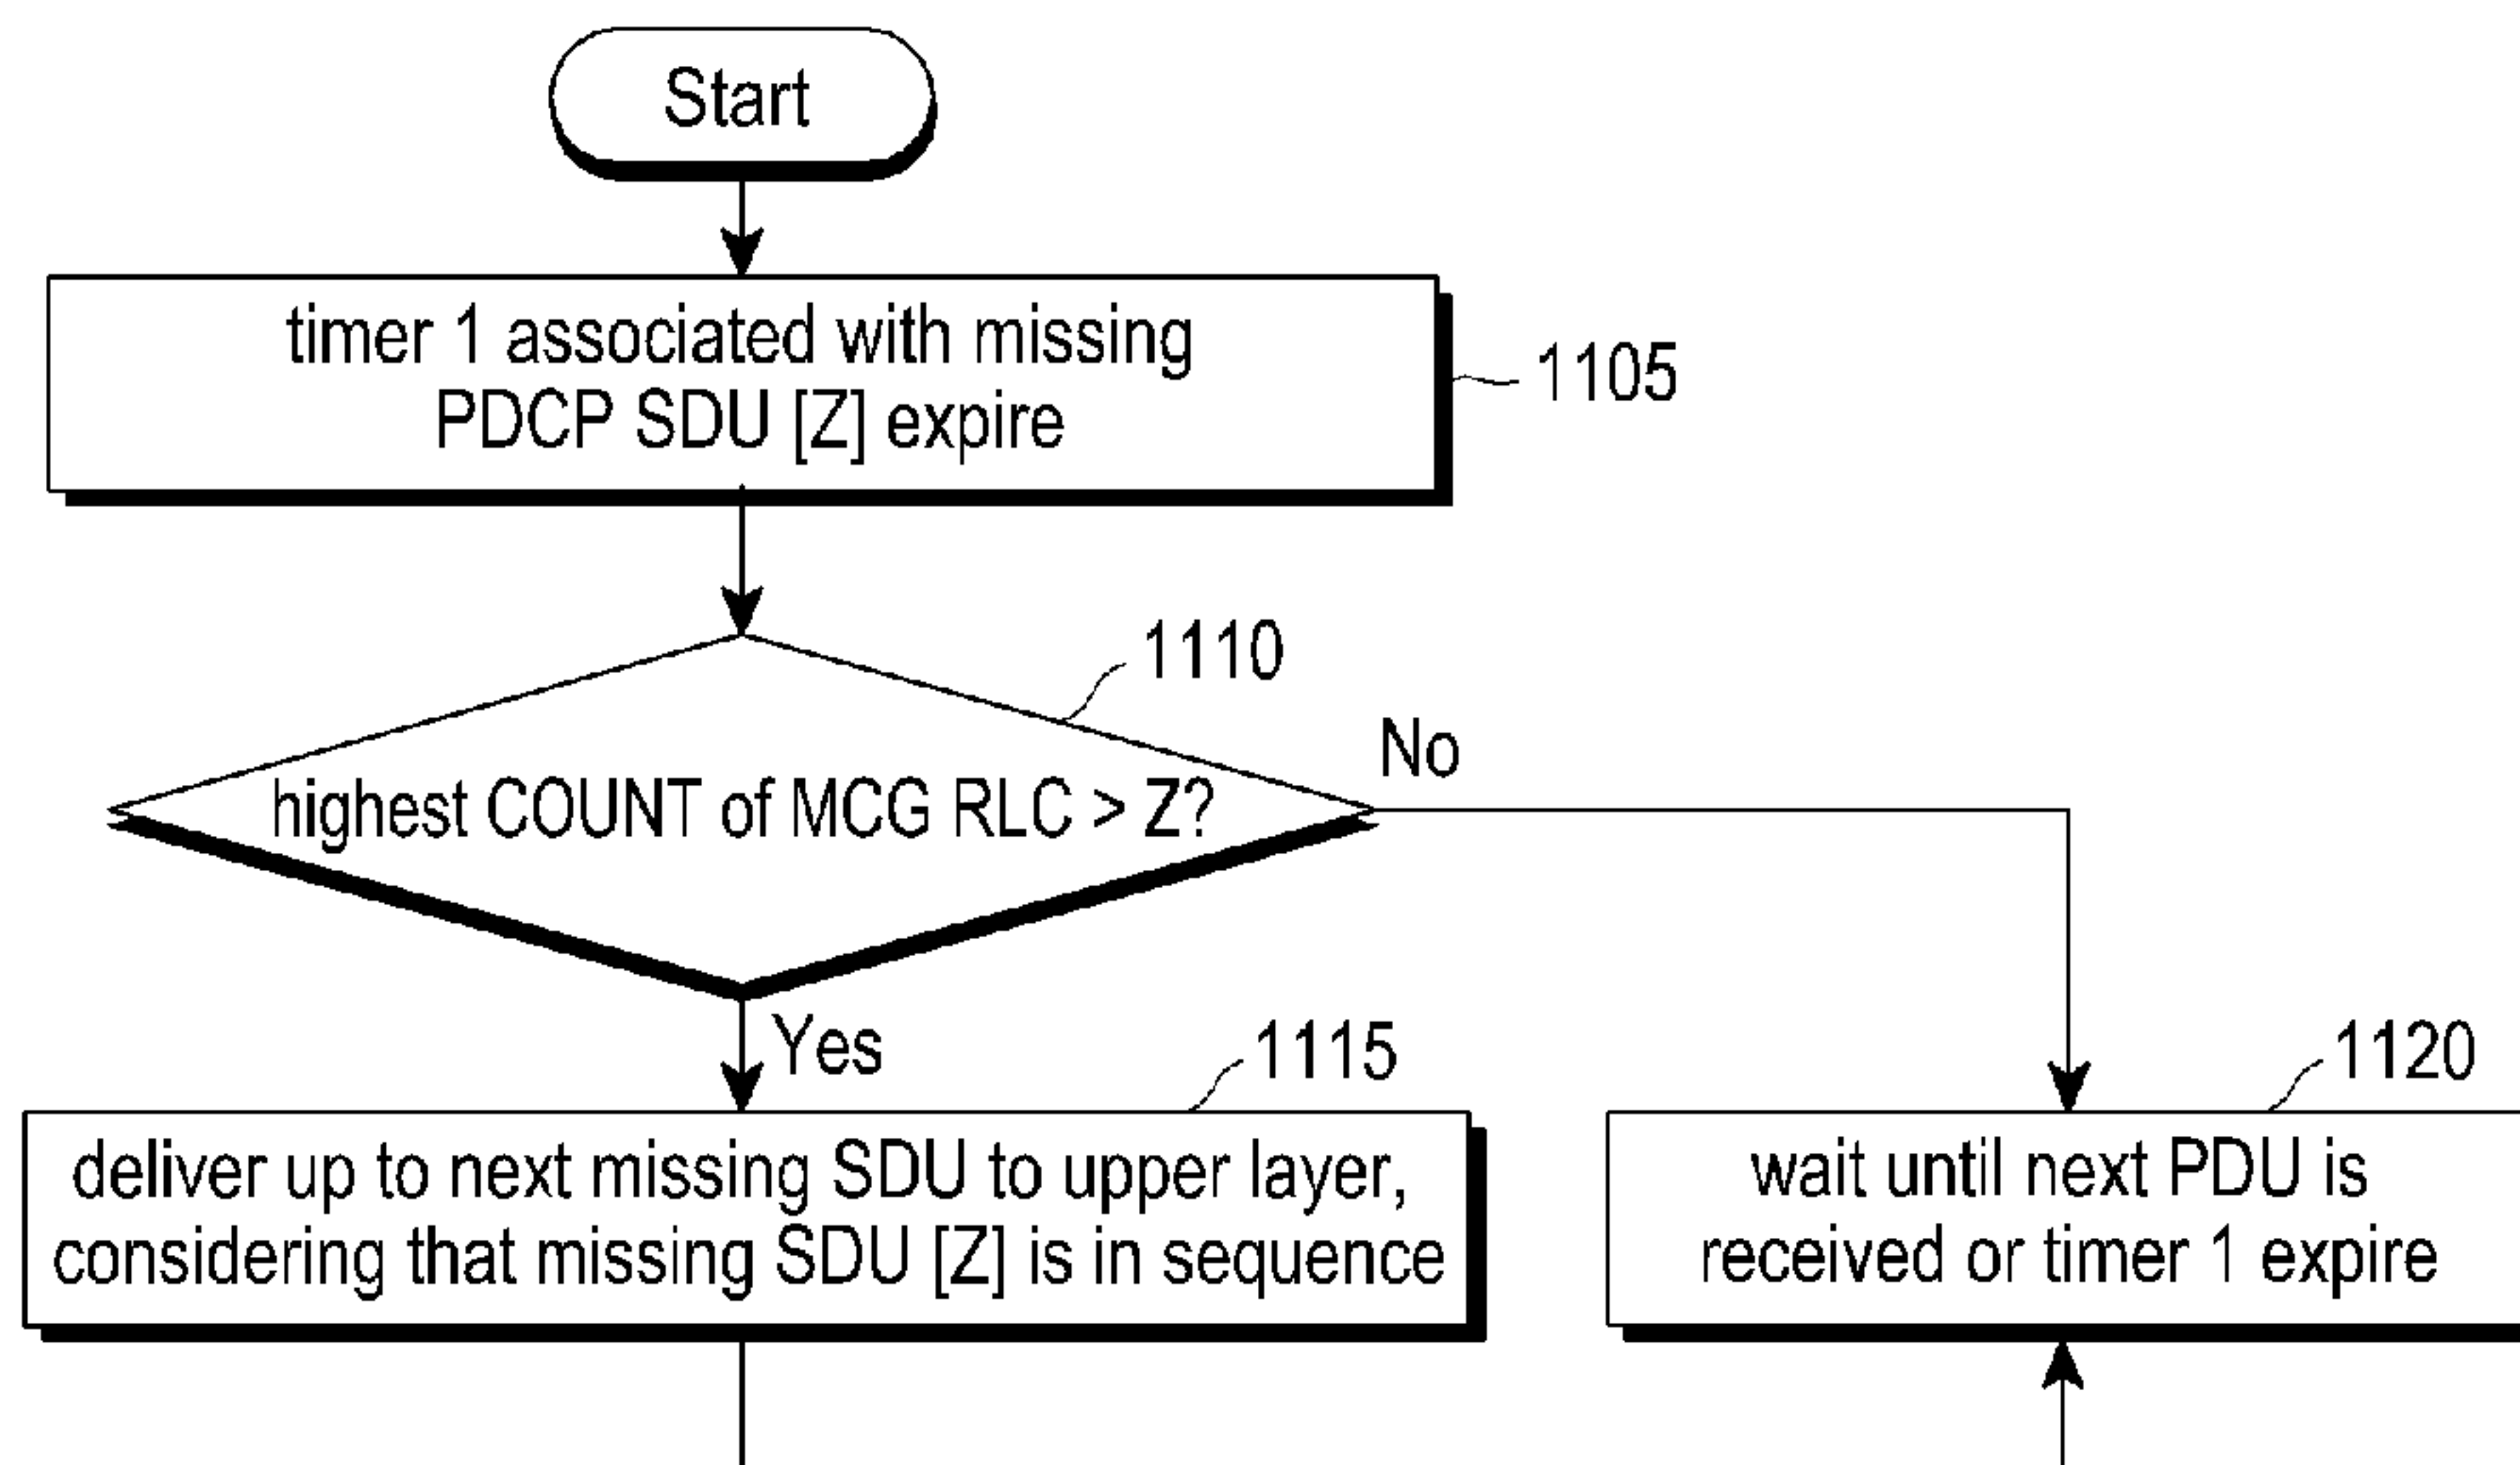 Start
timer 1 associated with missing
PDCP SDU [Z] expire
1105
1110
highest COUNT of MCG RLC > Z?
No
Yes
1115
deliver up to next missing SDU to upper layer,
considering that missing SDU [Z] is in sequence
1120
wait until next PDU is
received or timer 1 expire